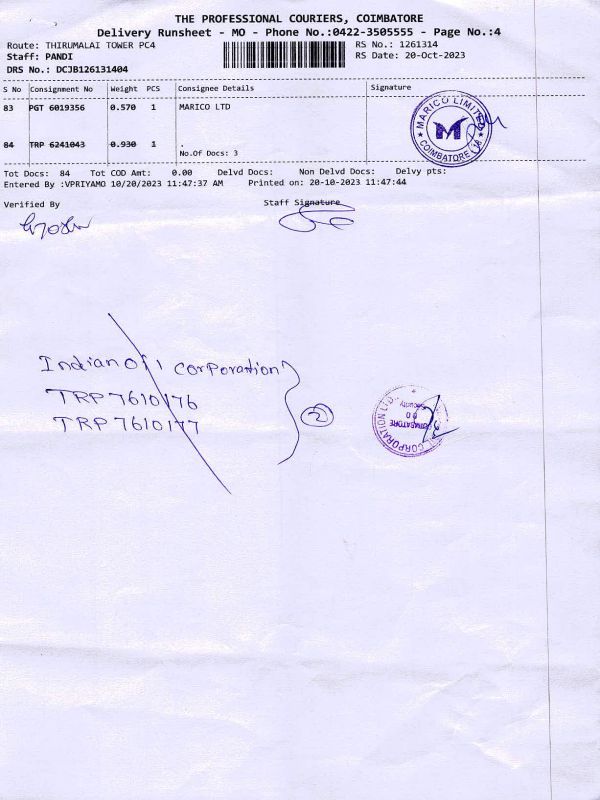 THE PROFESSIONAL COURIERS, COIMBATORE
Delivery Runsheet - MO - Phone No.:0422-3505555 - Page No.:4
Route: THIRUMALAI TOWER PC4
RS No.: 1261314
Staff: PANDI
RS Date: 20-Oct-2023
DRS No.: DCJB126131404
S No Consignment No Weight PCS Consignee Details Signature
83 PGT 6019356 0.570 1 MARICO LTD
MARICO LIMITED
COIMBATORE
84 TRP 6241043 0.930 1 .
No.Of Docs: 3
Tot Docs: 84 Tot COD Amt: 0.00 Delvd Docs: Non Delvd Docs: Delvy pts:
Entered By :VPRIYAMO 10/20/2023 11:47:37 AM Printed on: 20-10-2023 11:47:44
Verified By Staff Signature
Indian Oil Corporation
TRP 7610176
TRP 7610177
2
CORPORATION LTD.
Security